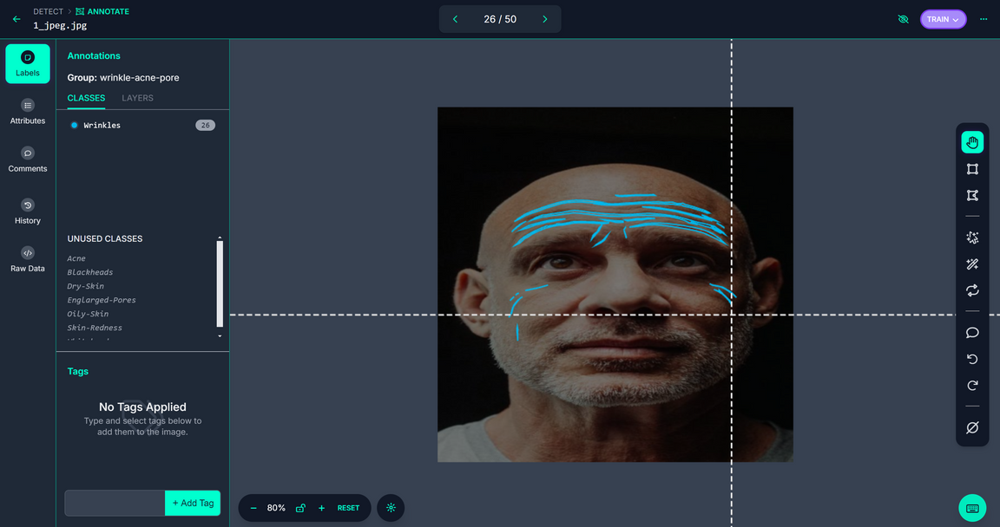 DETECT > ANNOTATE
1_jpeg.jpg
26 / 50
TRAIN
Labels
Attributes
Comments
History
Raw Data
Annotations
Group: wrinkle-acne-pore
CLASSES LAYERS
Wrinkles 26
UNUSED CLASSES
Acne
Blackheads
Dry-Skin
Englarged-Pores
Oily-Skin
Skin-Redness
Tags
No Tags Applied
Type and select tags below to
add them to the image.
+ Add Tag
80%
RESET